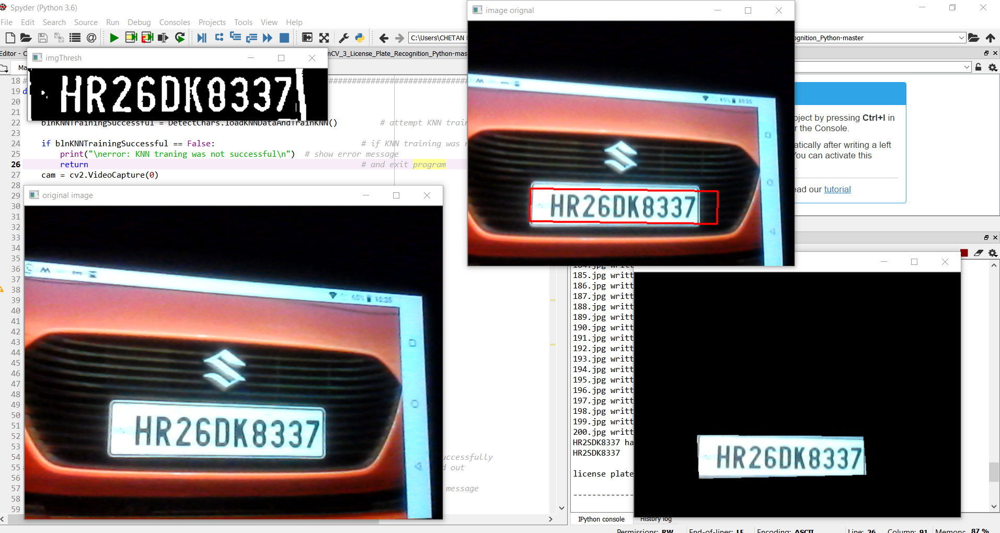 Spyder (Python 3.6)
File Edit Search Source Run Debug Consoles Projects Tools View Help
C:\Users\CHETAN
ognition_Python-master
Editor - C
nCV_3_License_Plate_Recognition_Python-mas
Ma
imgThresh
HR26DK8337
18 #
#############################
19 d
20
21
22 blnKNNTrainingSuccessful = DetectChars.loadKNNDataAndTrainKNN() # attempt KNN train
23
24 if blnKNNTrainingSuccessful == False: # if KNN training was n
25 print("\nerror: KNN traning was not successful\n") # show error message
26 return # and exit program
27 cam = cv2.VideoCapture(0)
28
29
30
31
32
33
34
35
36
37
38
39
40
41
42
43
44
45
46
47
48
49
50
51
52
53
54 uccessfully
55 d out
56
57 message
58
59
original image
10:35
HR26DK8337
image orignal
65% 10:35
HR26DK8337
bject by pressing Ctrl+I in
r the Console.
atically after writing a left
You can activate this
ead our tutorial
184.jpg writt
185.jpg writt
186.jpg writt
187.jpg writt
188.jpg writt
189.jpg writt
190.jpg writt
191.jpg writt
192.jpg writt
193.jpg writt
194.jpg writt
195.jpg writt
196.jpg writt
197.jpg writt
198.jpg writt
199.jpg writt
200.jpg writt
HR2SDK8337 ha
HR2SDK8337
license plate
-------------
HR26DK8337
IPython console History log
Permissions: RW End-of-lines: LF Encoding: ASCII Line: 26 Column: 91 Memory: 87 %